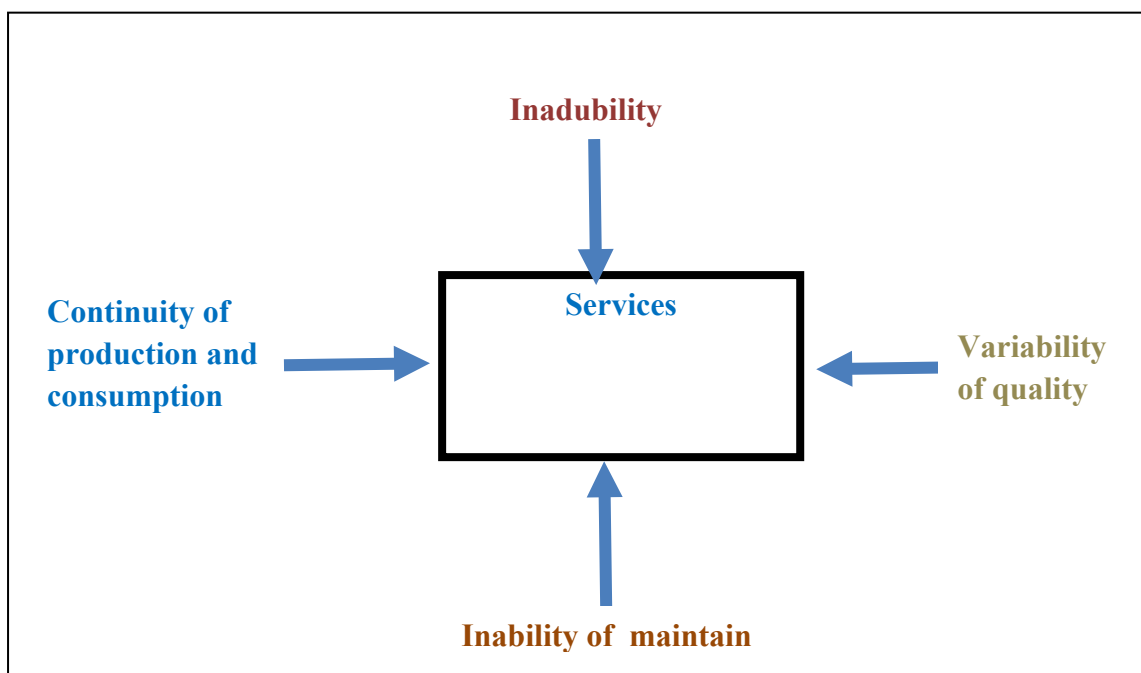 Inadubility
Services
Continuity of
production and
consumption
Variability
of quality
Inability of  maintain